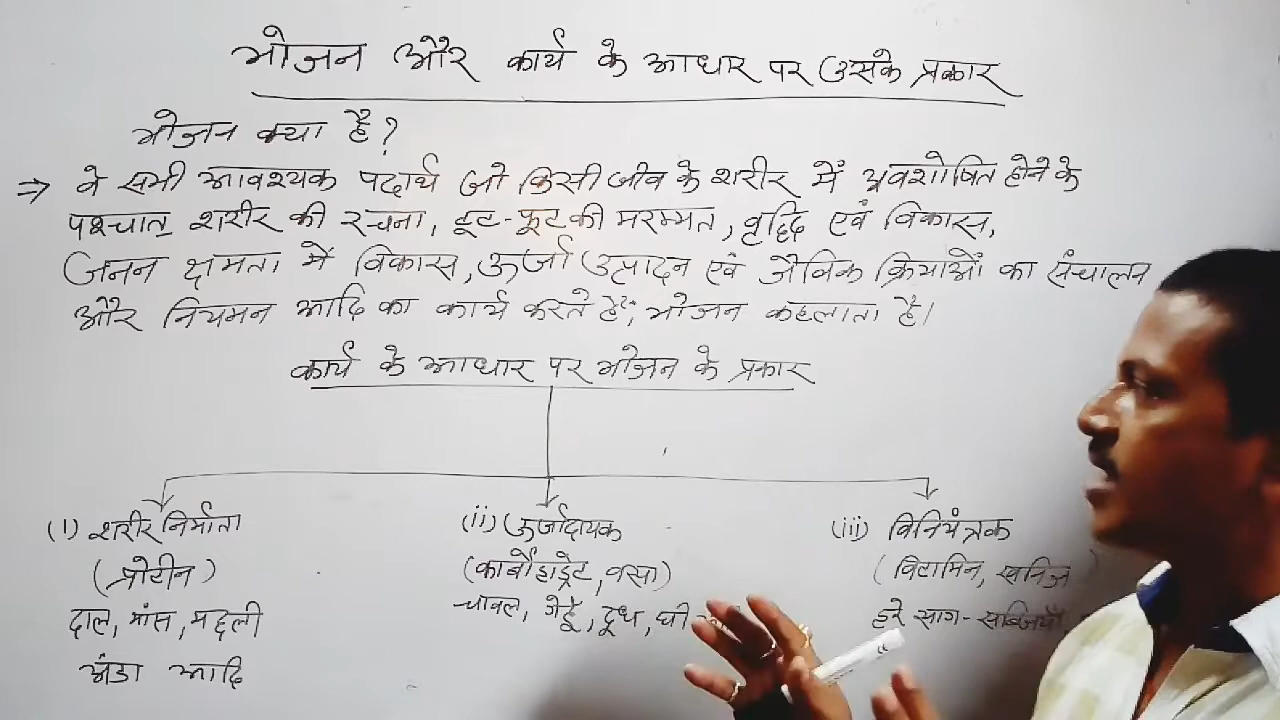 भोजन और कार्य के आधार पर उसके प्रकार
भोजन क्या है?
⇒ वे सभी आवश्यक पदार्थ जो किसी जीव के शरीर में अवशोषित होने के
पश्चात् शरीर की रचना, टूट-फूट की मरम्मत, वृद्धि एवं विकास,
जनन क्षमता में विकास, ऊर्जा उत्पादन एवं जैविक क्रियाओं का संचालन
और नियमन आदि का कार्य करते हैं, भोजन कहलाता है।
कार्य के आधार पर भोजन के प्रकार
(i) शरीर निर्माता
(ii) ऊर्जादायक
(iii) विनियंत्रक
(प्रोटीन)
(कार्बोहाड्रेट, वसा)
(विटामिन, खनिज
दाल, मांस, मछली
चावल, गेहूँ, दूध, घी
हरे साग-सब्जियाँ
अंडा आदि